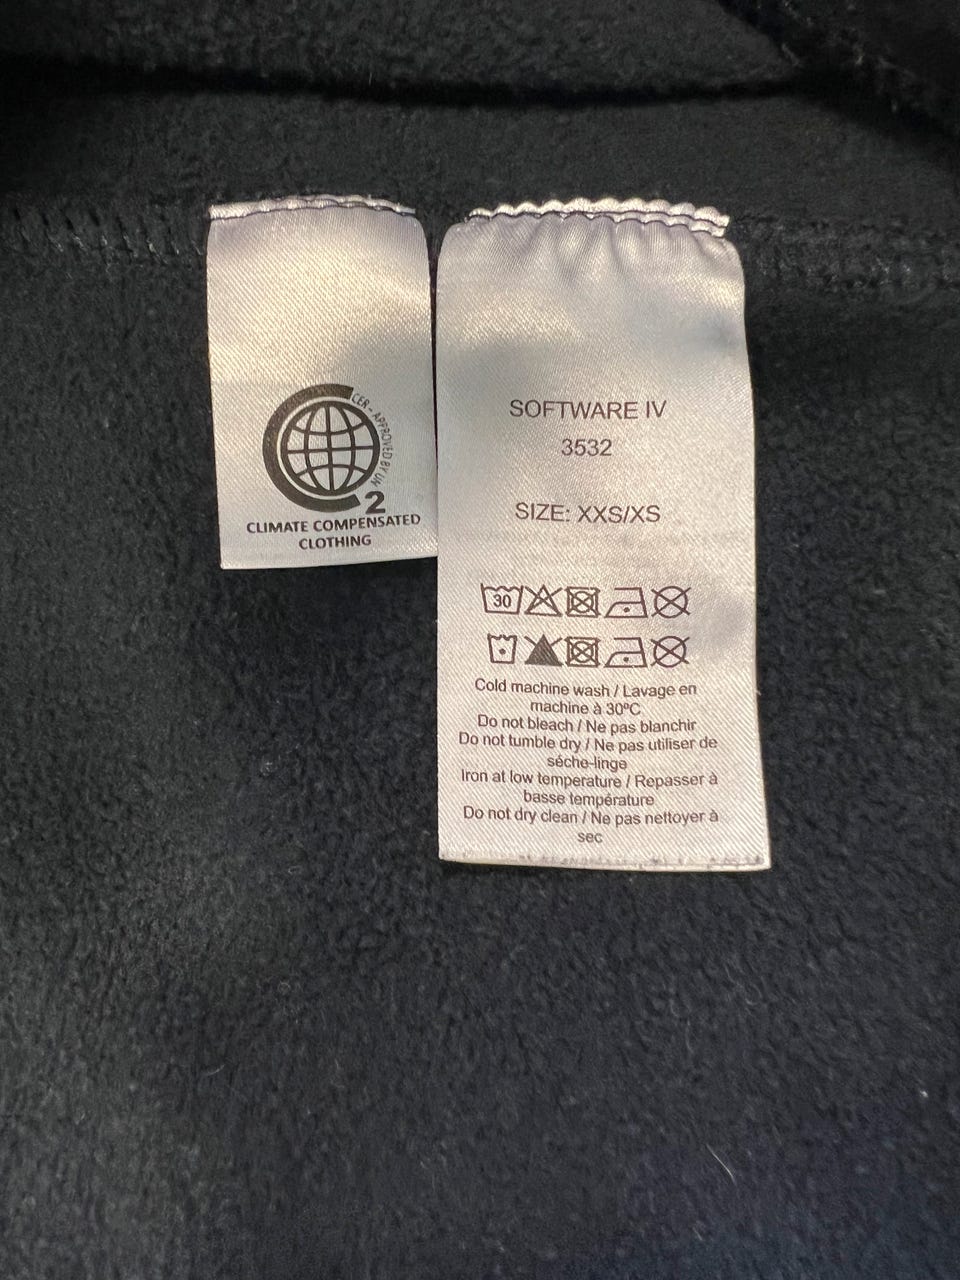 CER - APPROVED BY UN
2
CLIMATE COMPENSATED
CLOTHING
SOFTWARE IV
3532
SIZE: XXS/XS
30
Cold machine wash / Lavage en
machine à 30ºC
Do not bleach / Ne pas blanchir
Do not tumble dry / Ne pas utiliser de
séche-linge
Iron at low temperature / Repasser à
basse température
Do not dry clean / Ne pas nettoyer à
sec